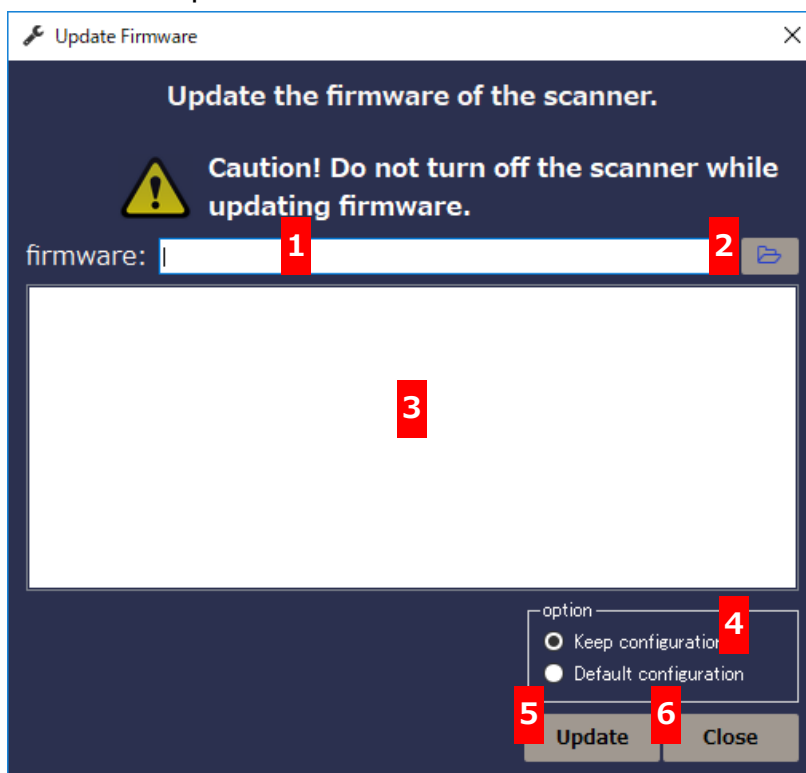 Update Firmware
Update the firmware of the scanner.
Caution! Do not turn off the scanner while
updating firmware.
firmware: 1 2
3
option
4
Keep configuration
Default configuration
5 6
Update Close